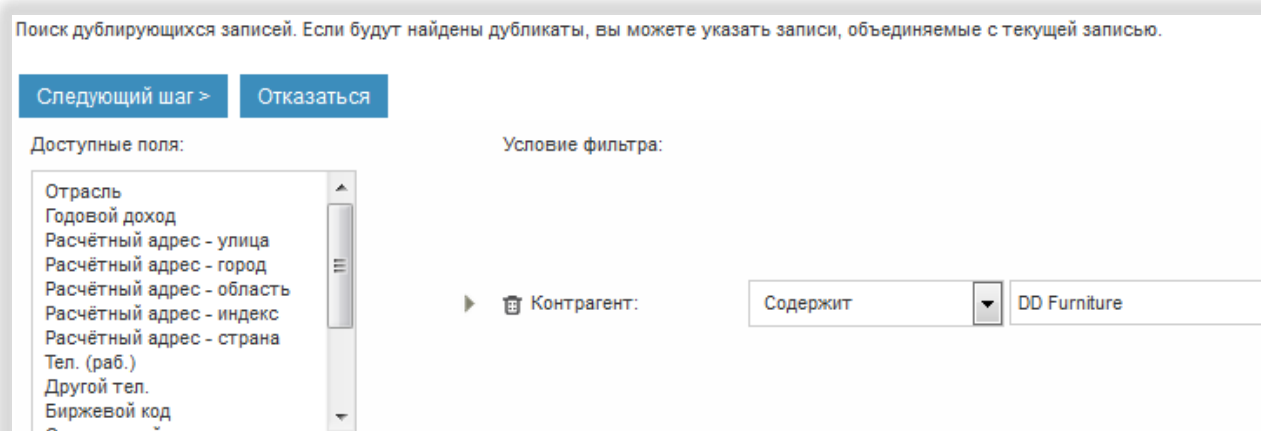 Поиск дублирующихся записей. Если будут найдены дубликаты, вы можете указать записи, объединяемые с текущей записью.
Следующий шаг > Отказаться
Доступные поля: Условие фильтра:
Отрасль
Годовой доход
Расчётный адрес - улица
Расчётный адрес - город
Расчётный адрес - область
Расчётный адрес - индекс
Расчётный адрес - страна
Тел. (раб.)
Другой тел.
Биржевой код
Контрагент: Содержит DD Furniture